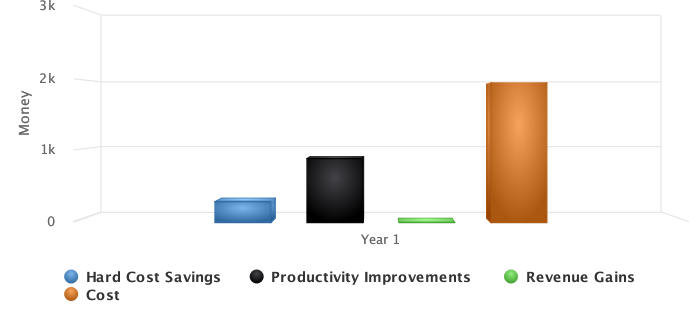 3k
2k
1k
0
Money
Year 1
Hard Cost Savings Productivity Improvements Revenue Gains
Cost